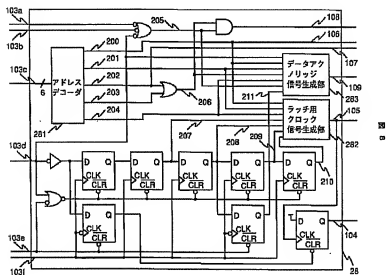 103a
103b
205
108
106
200
201
103c
6
アドレス
デコーダ
202
203
204
206
107
データアク
ノリッジ
信号生成部
109
283
211
ラッチ用
クロック
信号生成部
105
282
281
207
208
209
図
8
103d
D Q
D Q
D Q
D Q
D Q
CLK
CLR
CLK
CLR
CLK
CLR
CLK
CLR
CLK
CLR
210
D Q
CLK
CLR
D Q
CLK
CLR
T
Q
CLK
CLR
104
103e
103f
26